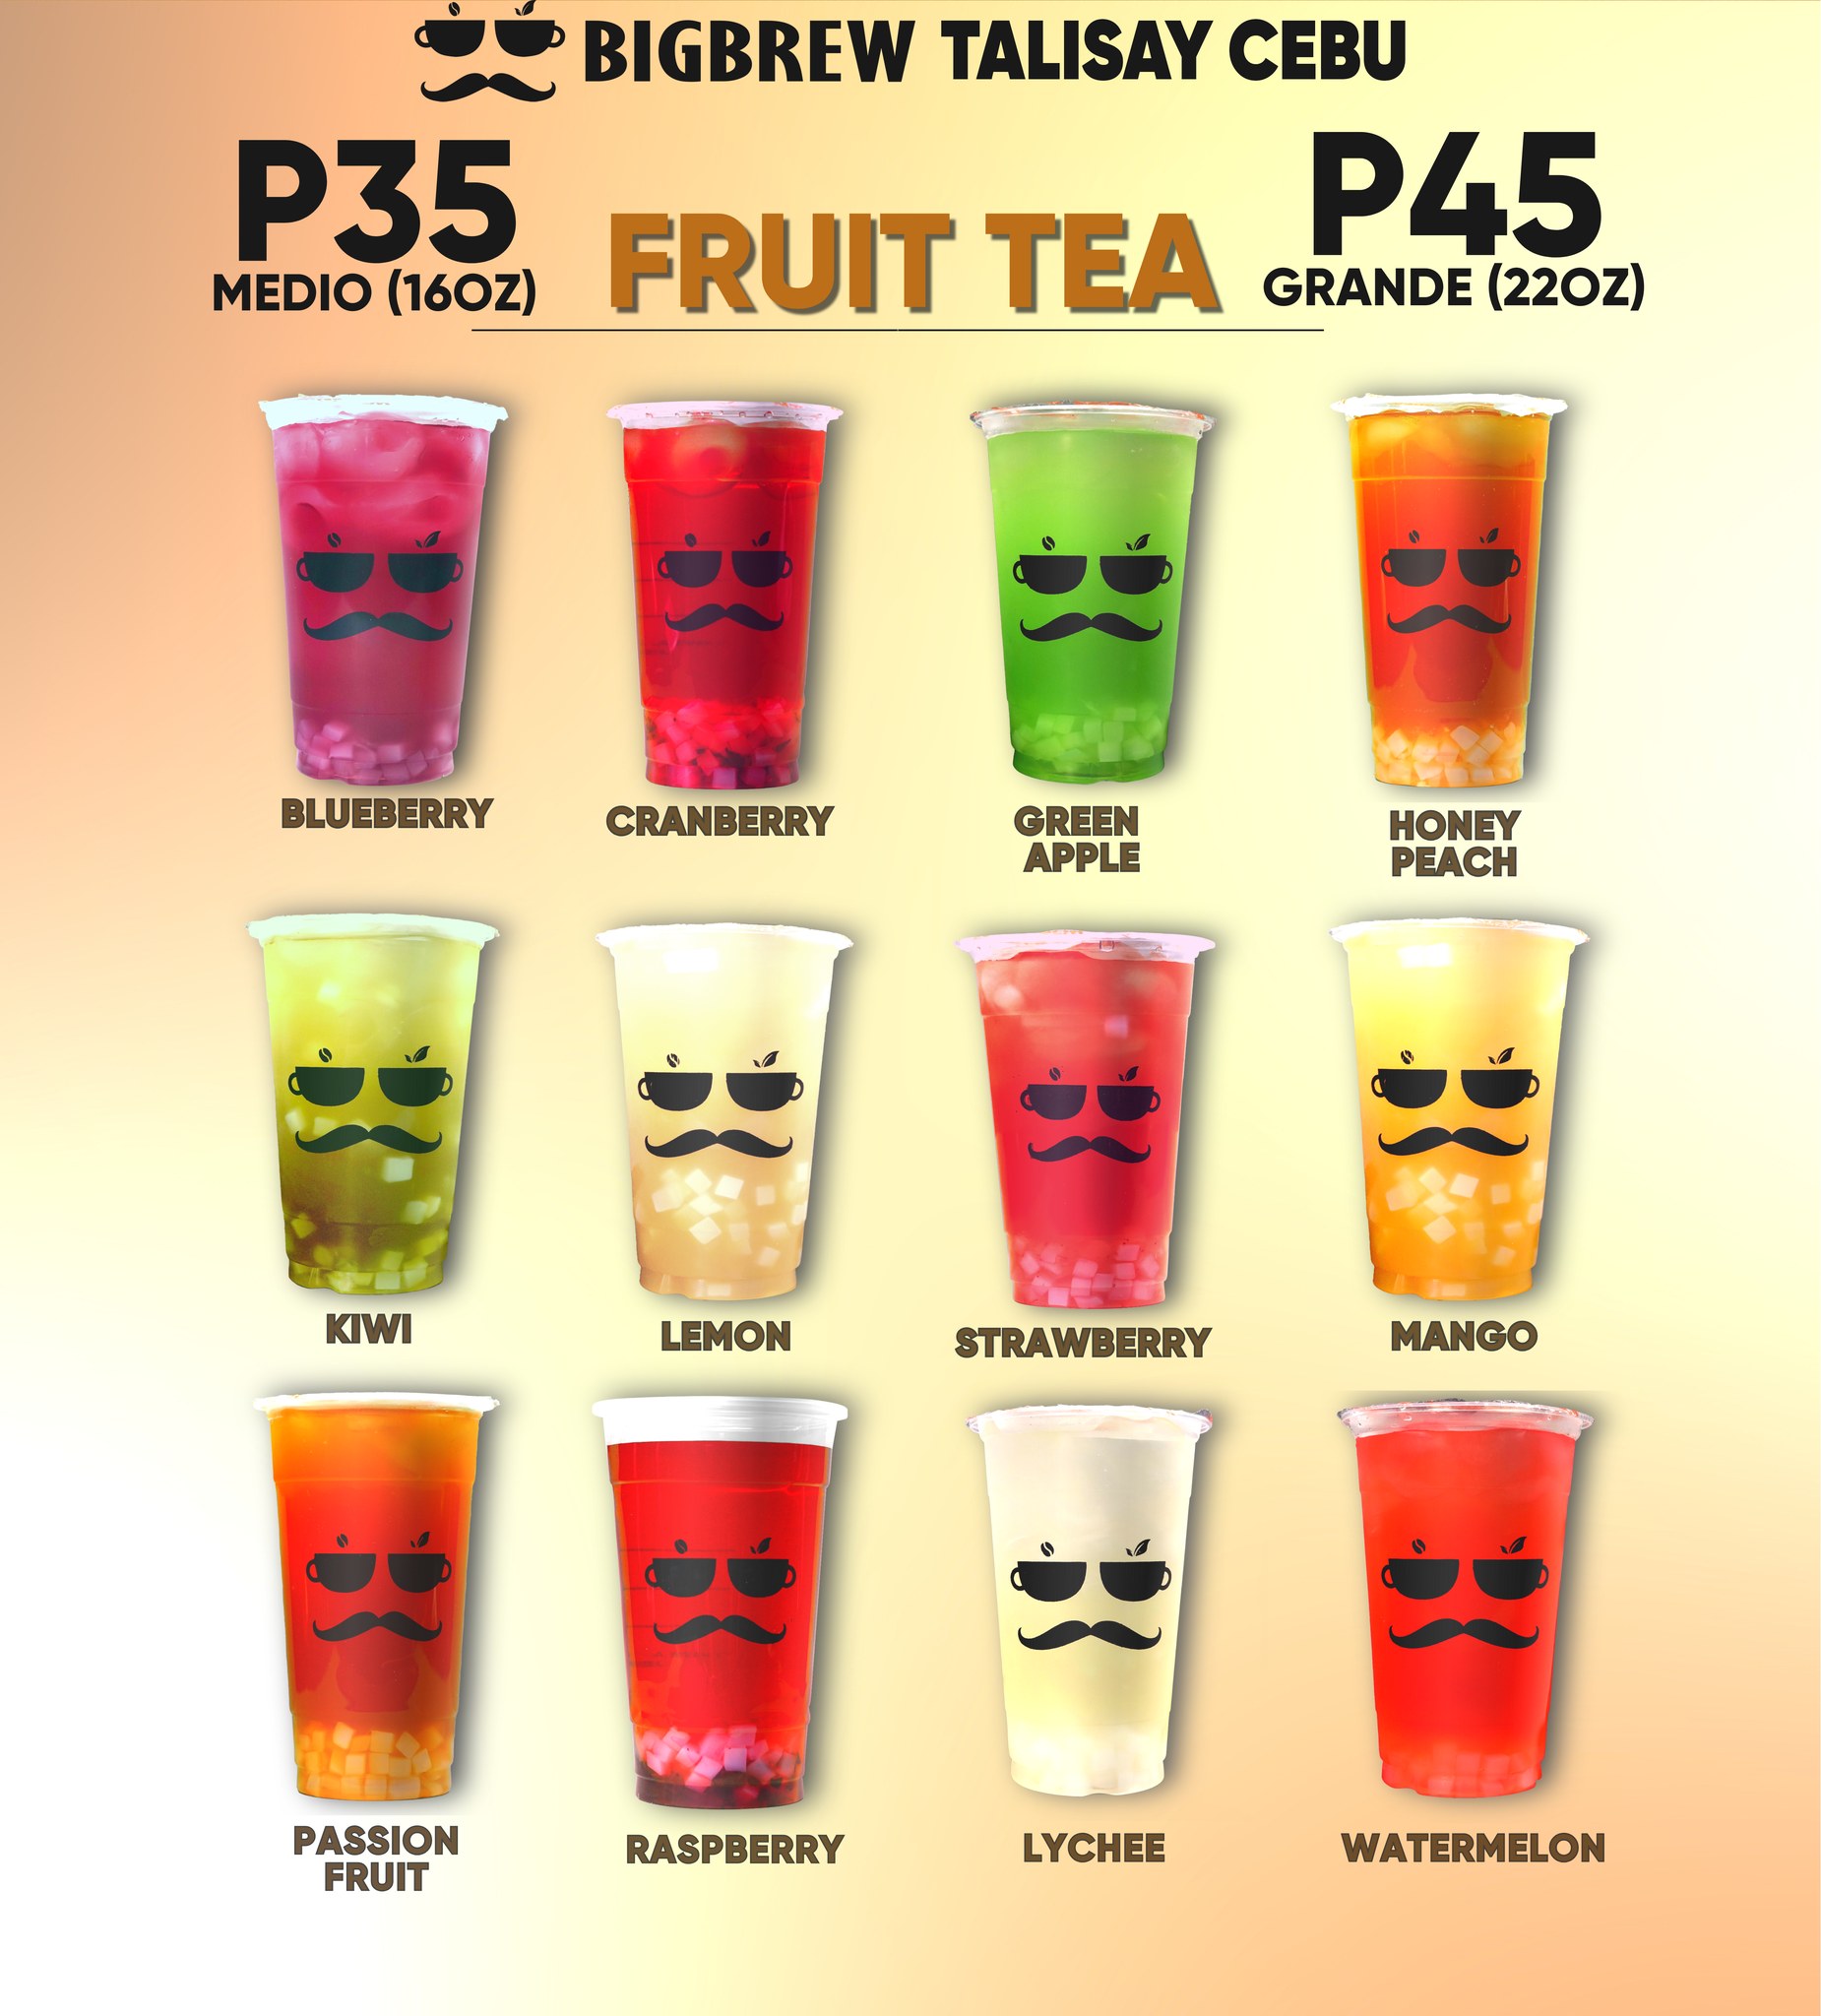 BIGBREW TALISAY CEBU
P35
MEDIO (16OZ)
FRUIT TEA
P45
GRANDE (22OZ)
BLUEBERRY
CRANBERRY
GREEN
APPLE
HONEY
PEACH
KIWI
LEMON
STRAWBERRY
MANGO
PASSION
FRUIT
RASPBERRY
LYCHEE
WATERMELON